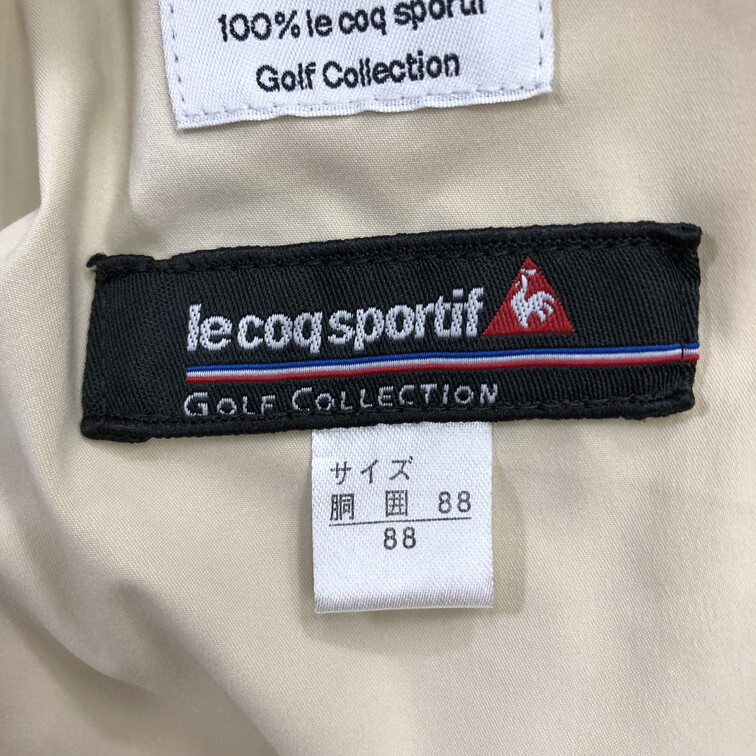 100% le coq sportif
Golf Collection
le coq sportif
GOLF COLLECTION
サイズ
胴 囲 88
88